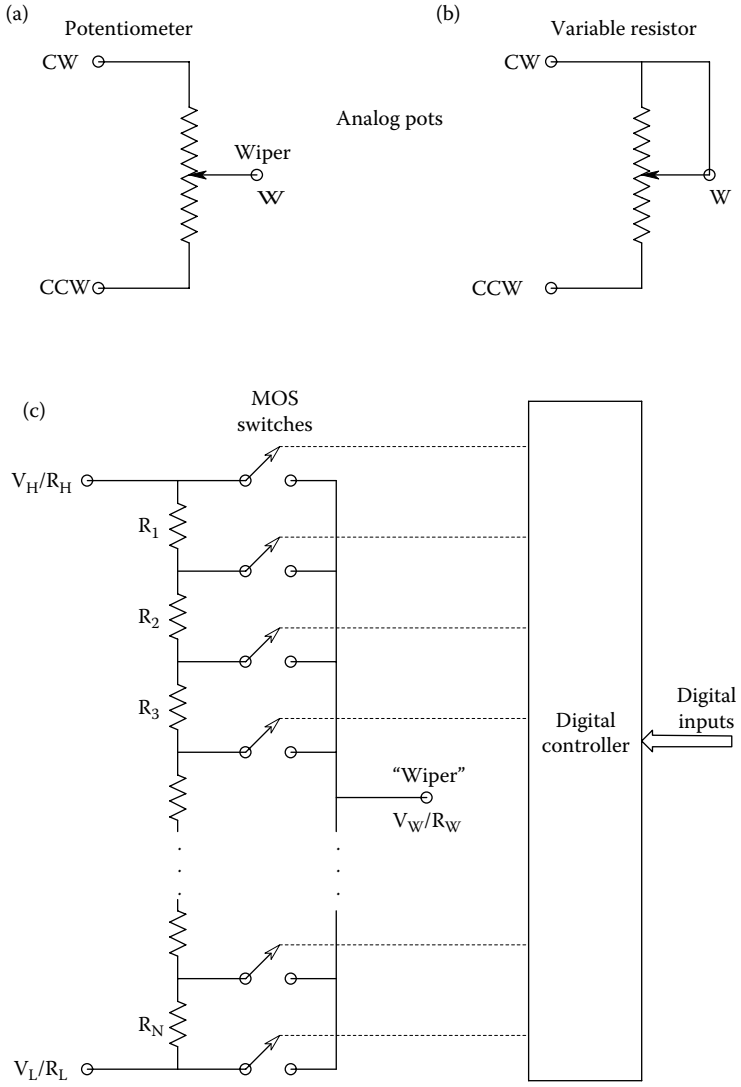 (a)
Potentiometer
CW
Wiper
W
CCW
Analog pots
(b)
Variable resistor
CW
W
CCW
(c)
MOS
switches
V_H/R_H
R_1
R_2
R_3
"Wiper"
V_W/R_W
.
.
.
.
.
.
R_N
V_L/R_L
Digital
controller
Digital
inputs